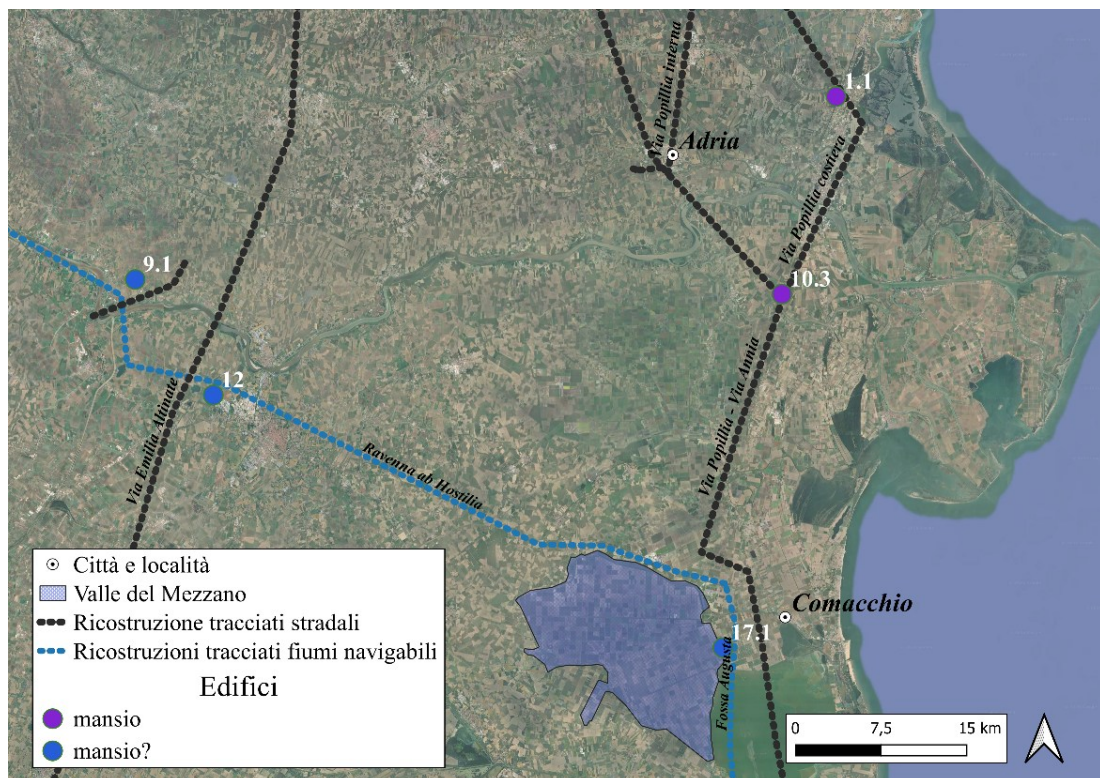 1.1
Via Popillia interna
Adria
Via Popillia costiera
9.1
10.3
12
Via Emilia Altinate
Ravenna ab Hostilia
Via Popillia - Via Annia
Città e località
Valle del Mezzano
Ricostruzione tracciati stradali
Ricostruzioni tracciati fiumi navigabili
Edifici
mansio
mansio?
Comacchio
17.1
Fossa Augusta
0 7,5 15 km